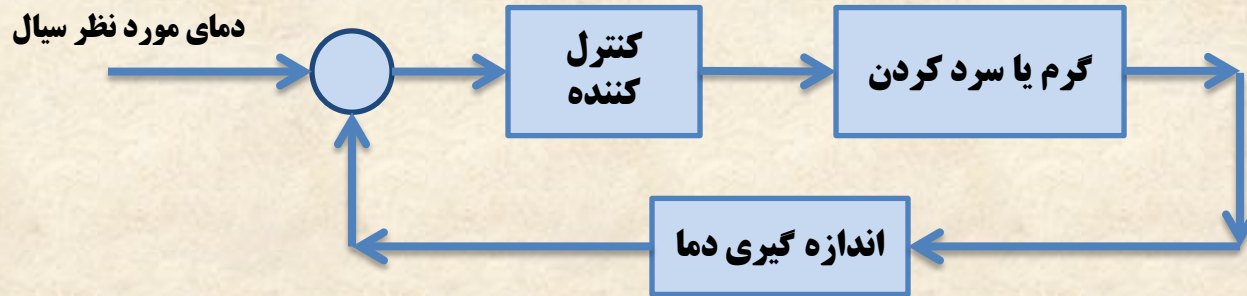 دمای مورد نظر سیال
کنترل
کننده
گرم یا سرد کردن
اندازه گیری دما